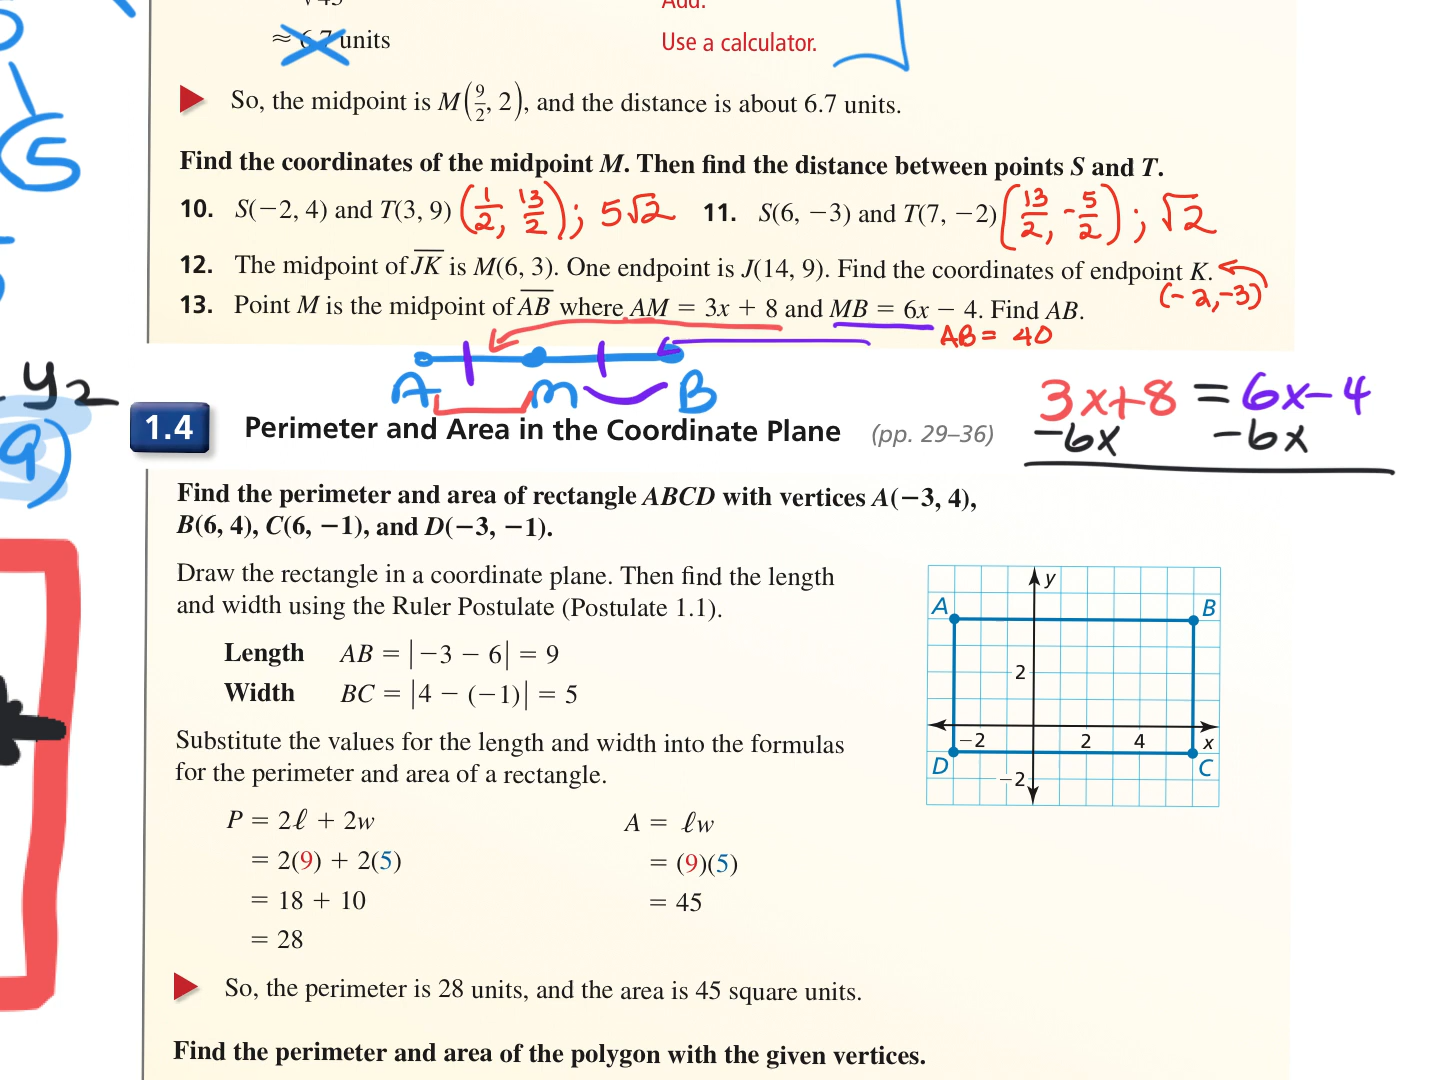 ≈ 6.7 units Use a calculator.
So, the midpoint is M(9/2, 2), and the distance is about 6.7 units.
5
Find the coordinates of the midpoint M. Then find the distance between points S and T.
10. S(−2, 4) and T(3, 9) (1/2, 13/2); 5√2 11. S(6, −3) and T(7, −2) (13/2, -5/2); √2
12. The midpoint of JK is M(6, 3). One endpoint is J(14, 9). Find the coordinates of endpoint K.
(-2,-3)
13. Point M is the midpoint of AB where AM = 3x + 8 and MB = 6x − 4. Find AB.
AB = 40
A M B
y2
3x+8 = 6x-4
-6x -6x
9)
1.4 Perimeter and Area in the Coordinate Plane (pp. 29–36)
Find the perimeter and area of rectangle ABCD with vertices A(−3, 4),
B(6, 4), C(6, −1), and D(−3, −1).
Draw the rectangle in a coordinate plane. Then find the length
and width using the Ruler Postulate (Postulate 1.1).
Length AB = |−3 − 6| = 9
Width BC = |4 − (−1)| = 5
Substitute the values for the length and width into the formulas
for the perimeter and area of a rectangle.
P = 2ℓ + 2w
= 2(9) + 2(5)
= 18 + 10
= 28
A = ℓw
= (9)(5)
= 45
y
A B
2
−2 2 4 x
D C
−2
So, the perimeter is 28 units, and the area is 45 square units.
Find the perimeter and area of the polygon with the given vertices.